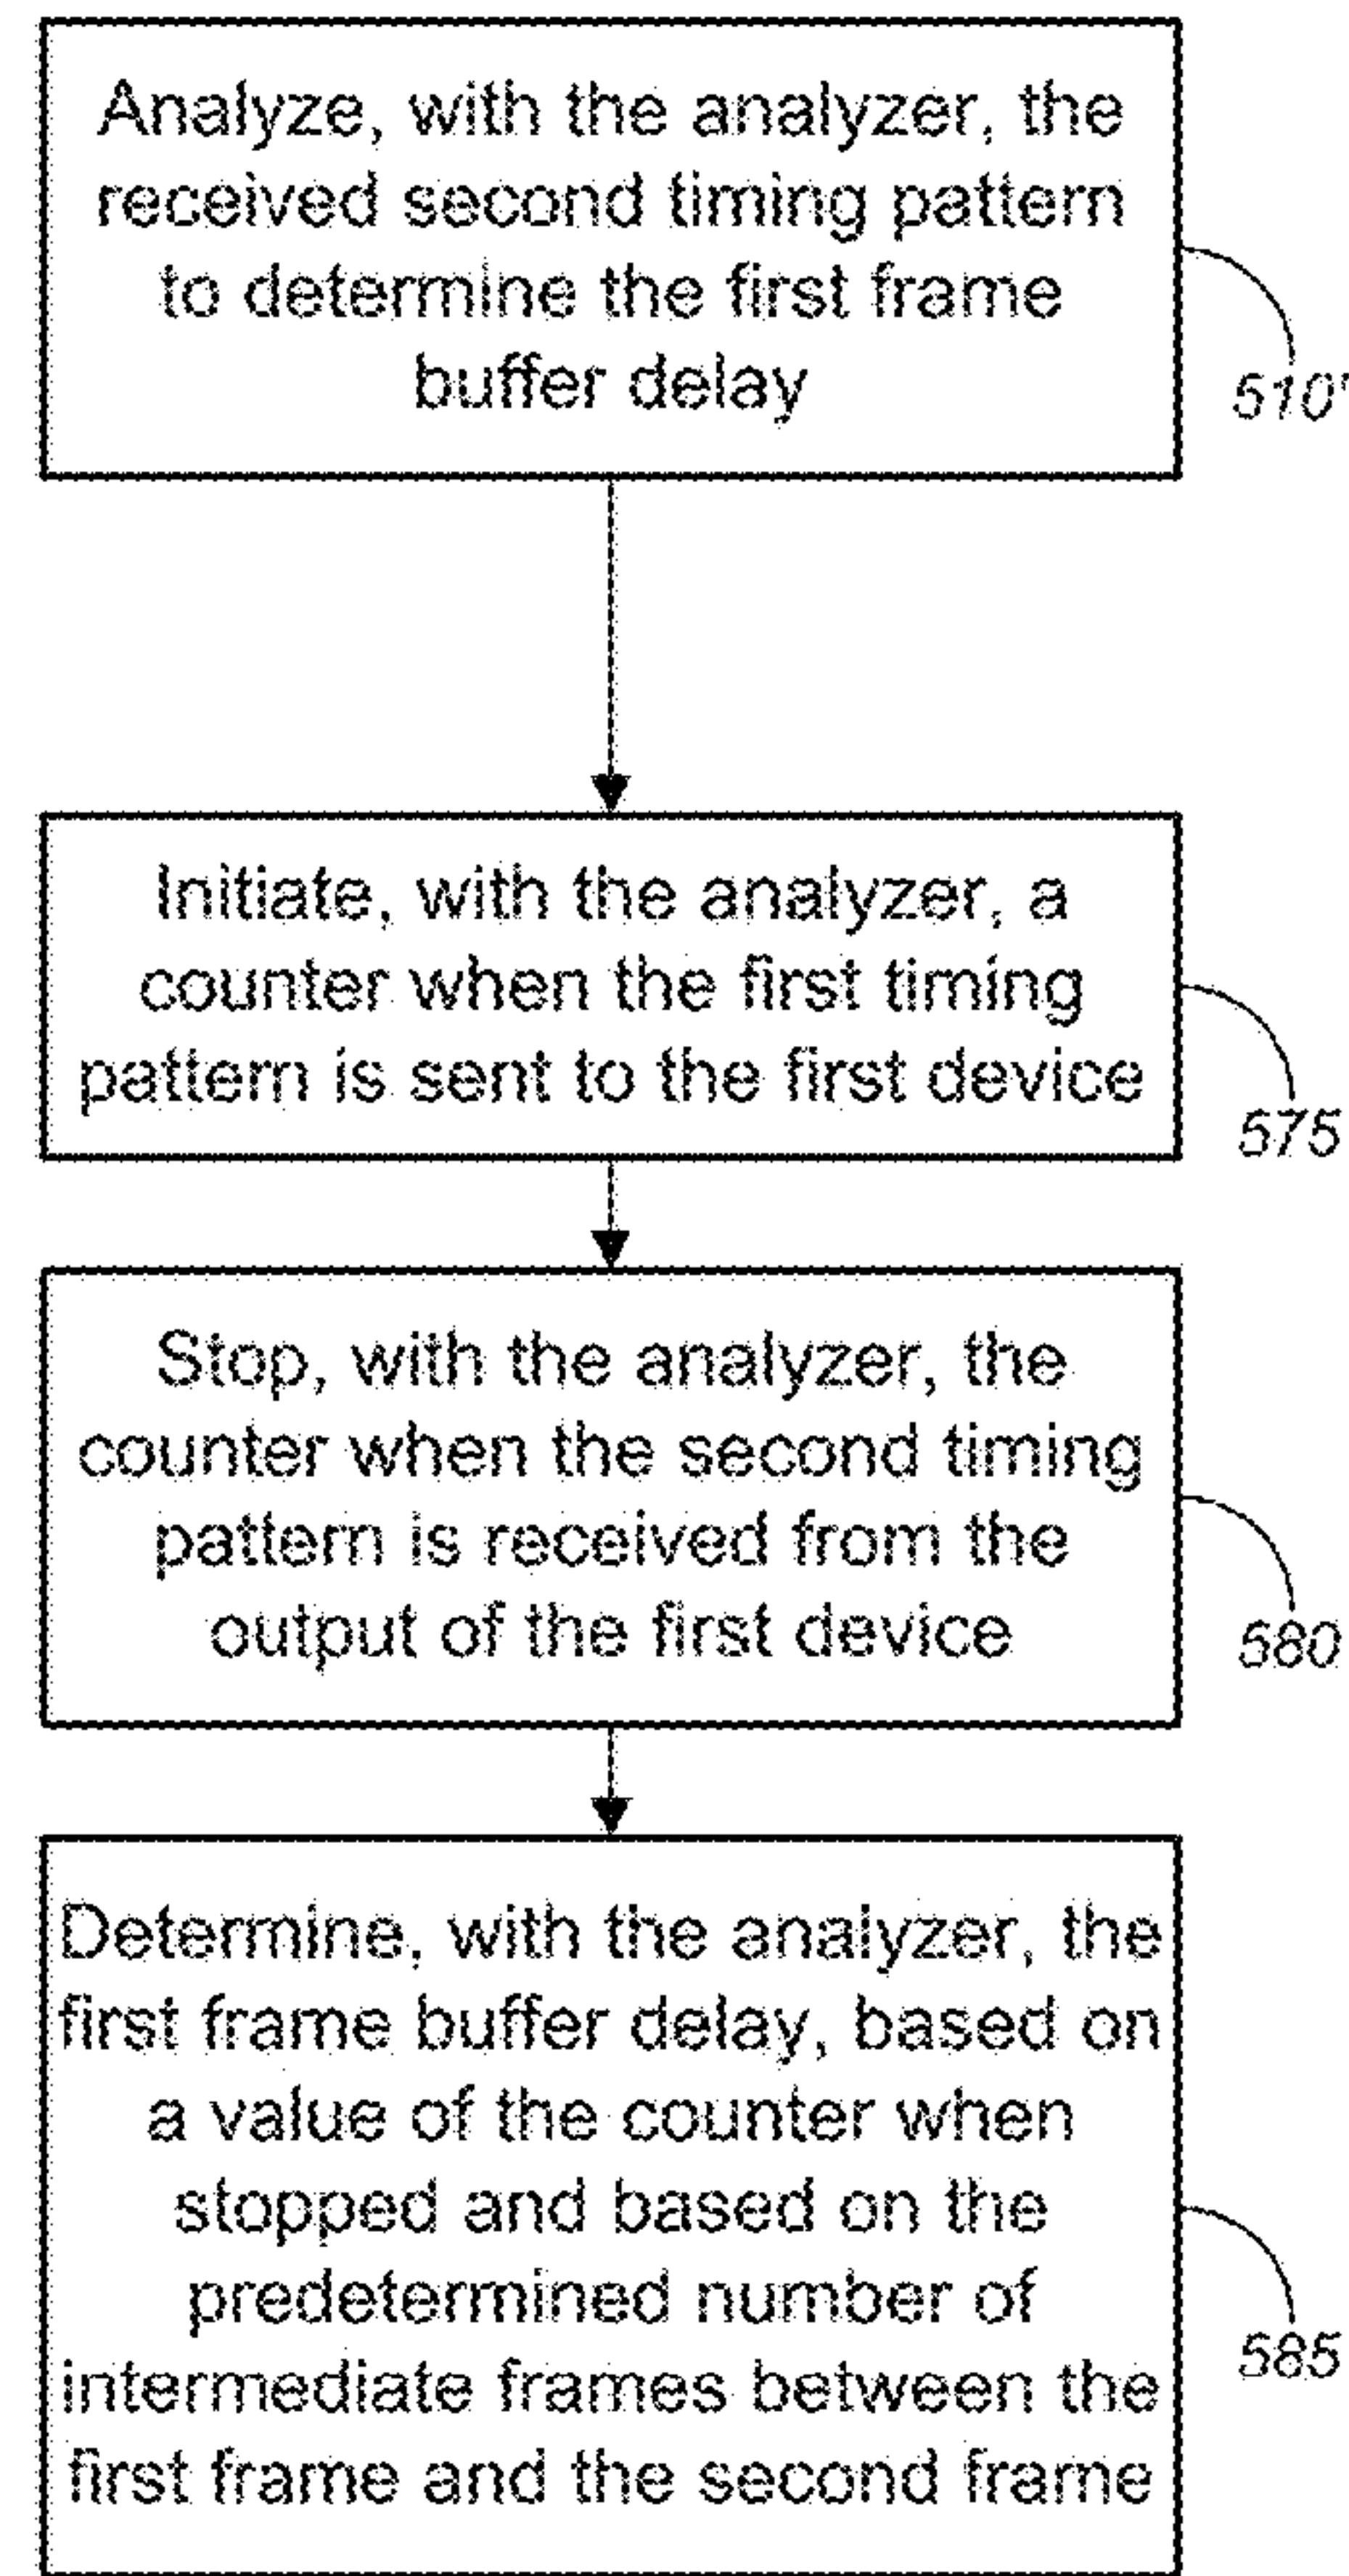 Analyze, with the analyzer, the
received second timing pattern
to determine the first frame
buffer delay
510'
Initiate, with the analyzer, a
counter when the first timing
pattern is sent to the first device
575
Stop, with the analyzer, the
counter when the second timing
pattern is received from the
output of the first device
580
Determine, with the analyzer, the
first frame buffer delay, based on
a value of the counter when
stopped and based on the
predetermined number of
intermediate frames between the
first frame and the second frame
585